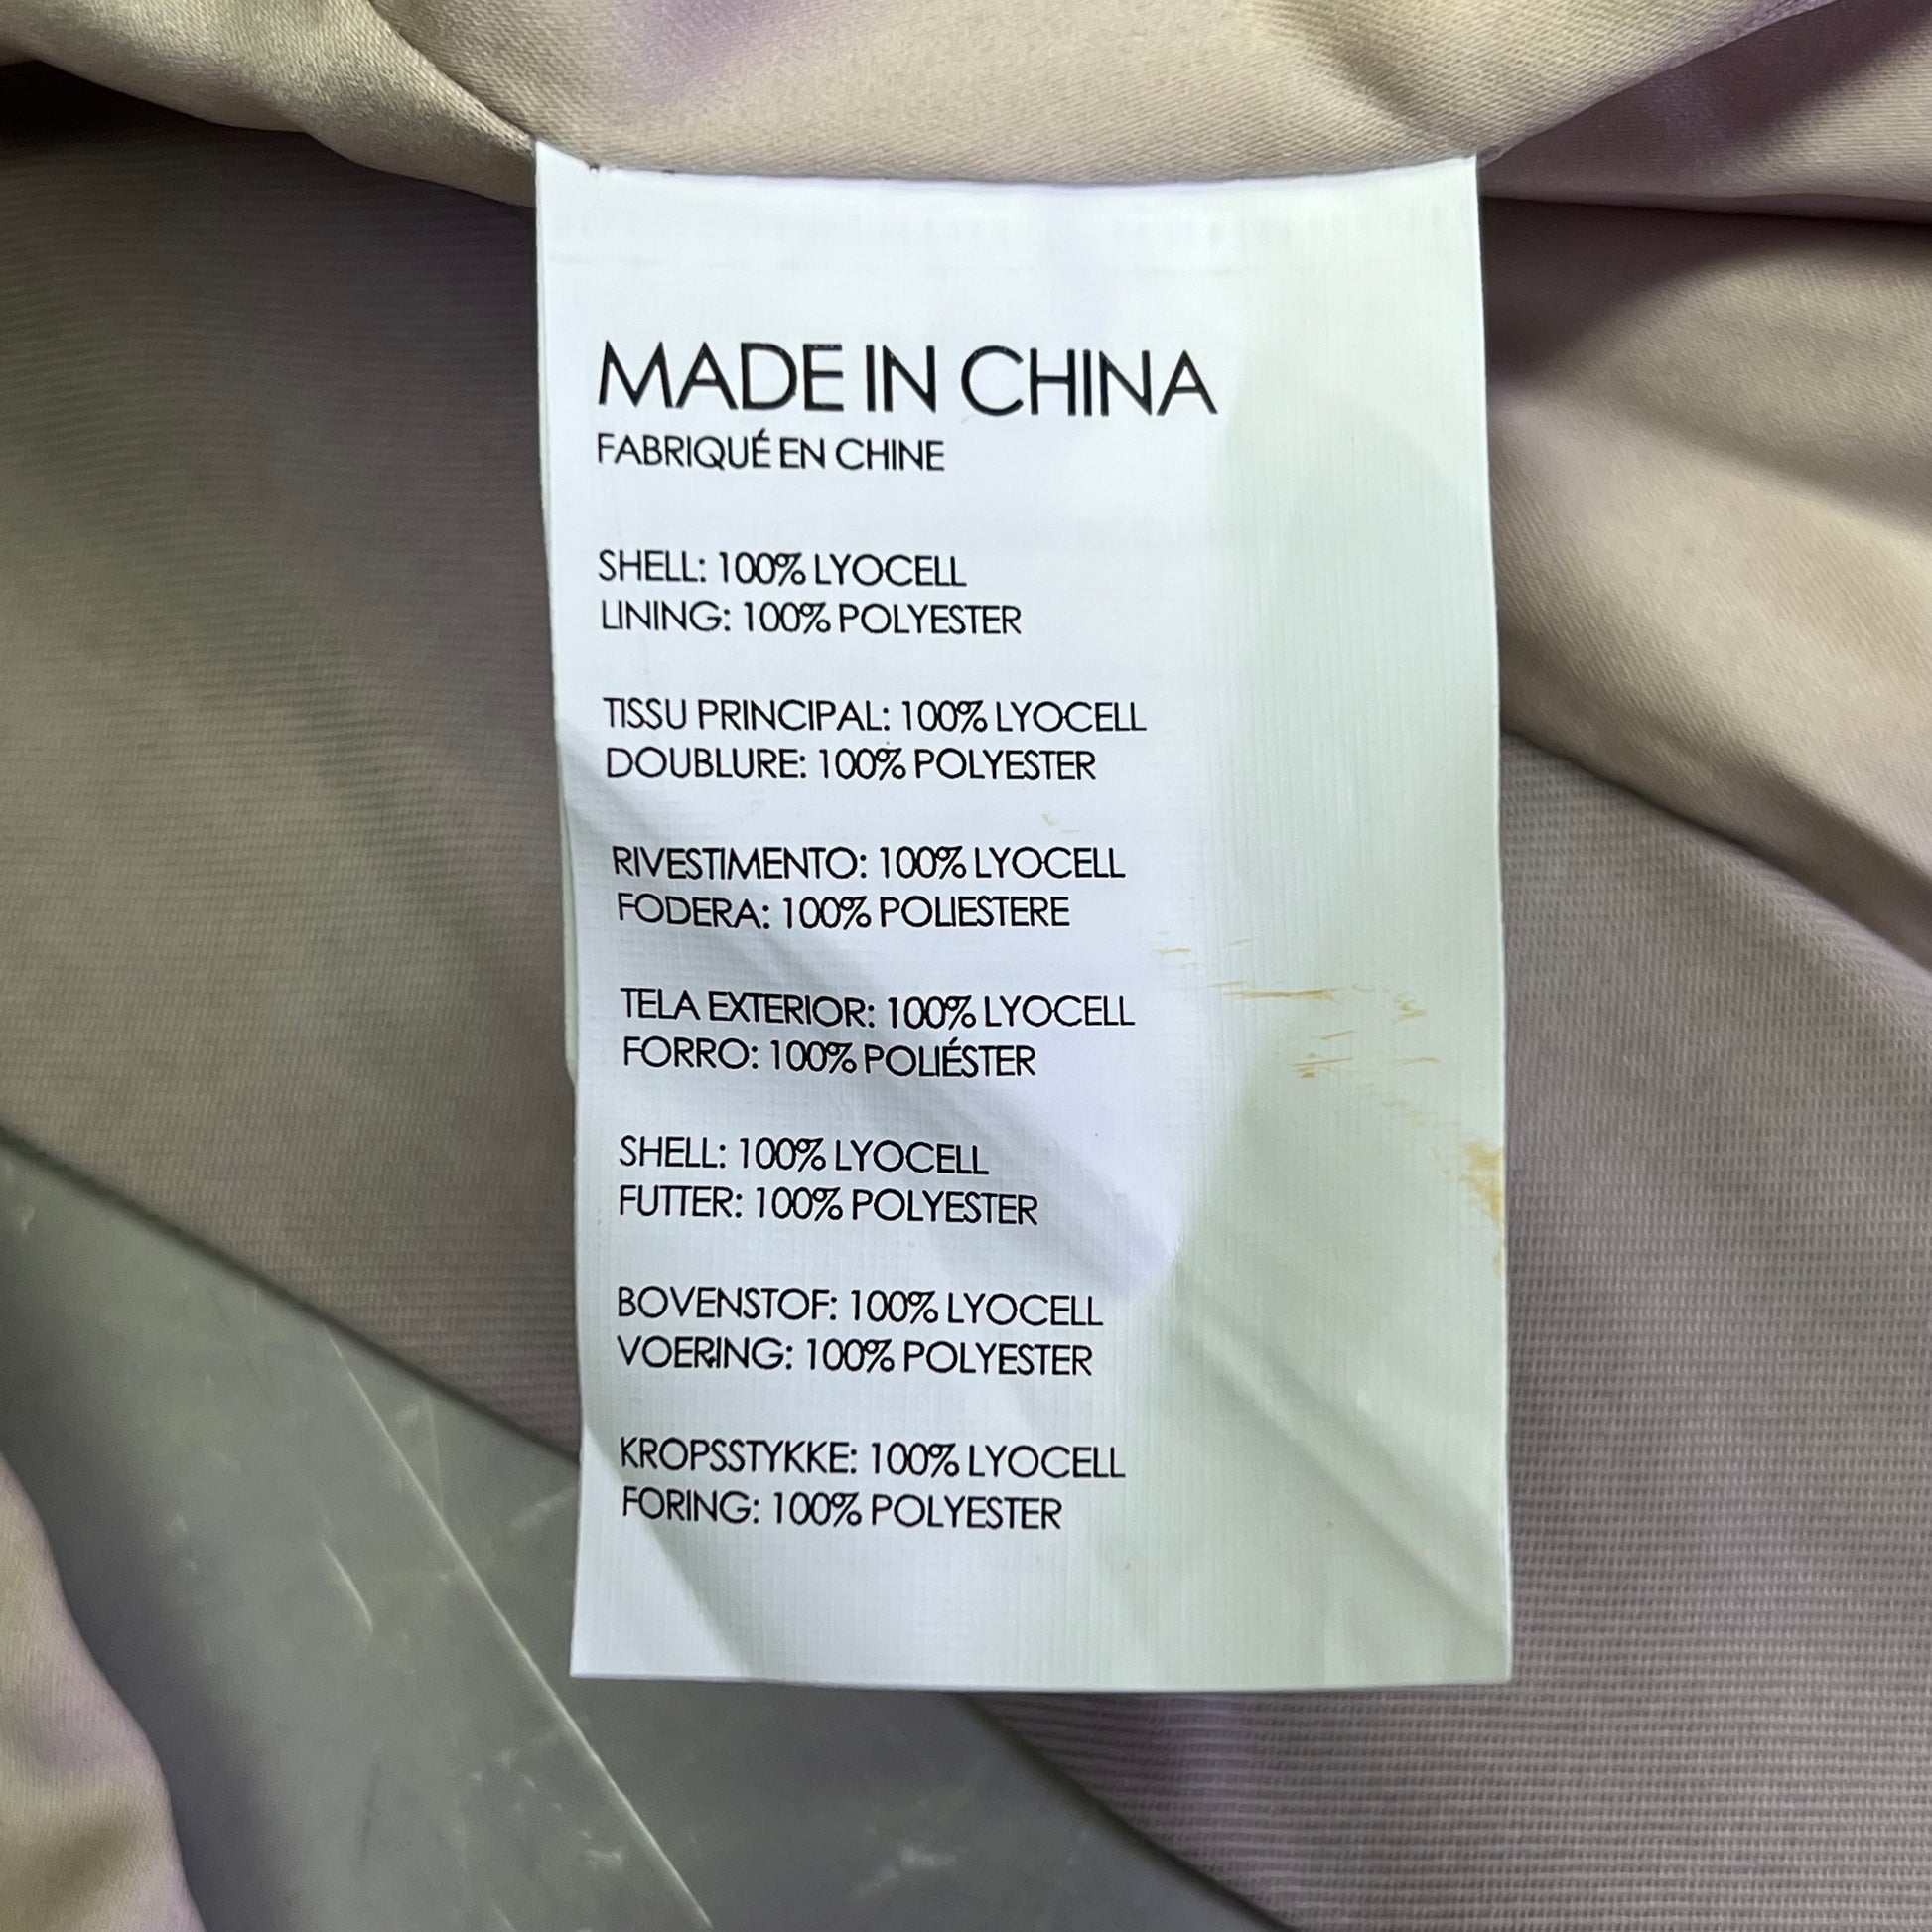 MADE IN CHINA
FABRIQUÉ EN CHINE
SHELL: 100% LYOCELL
LINING: 100% POLYESTER
TISSU PRINCIPAL: 100% LYOCELL
DOUBLURE: 100% POLYESTER
RIVESTIMENTO: 100% LYOCELL
FODERA: 100% POLIESTERE
TELA EXTERIOR: 100% LYOCELL
FORRO: 100% POLIÉSTER
SHELL: 100% LYOCELL
FUTTER: 100% POLYESTER
BOVENSTOF: 100% LYOCELL
VOERING: 100% POLYESTER
KROPSSTYKKE: 100% LYOCELL
FORING: 100% POLYESTER